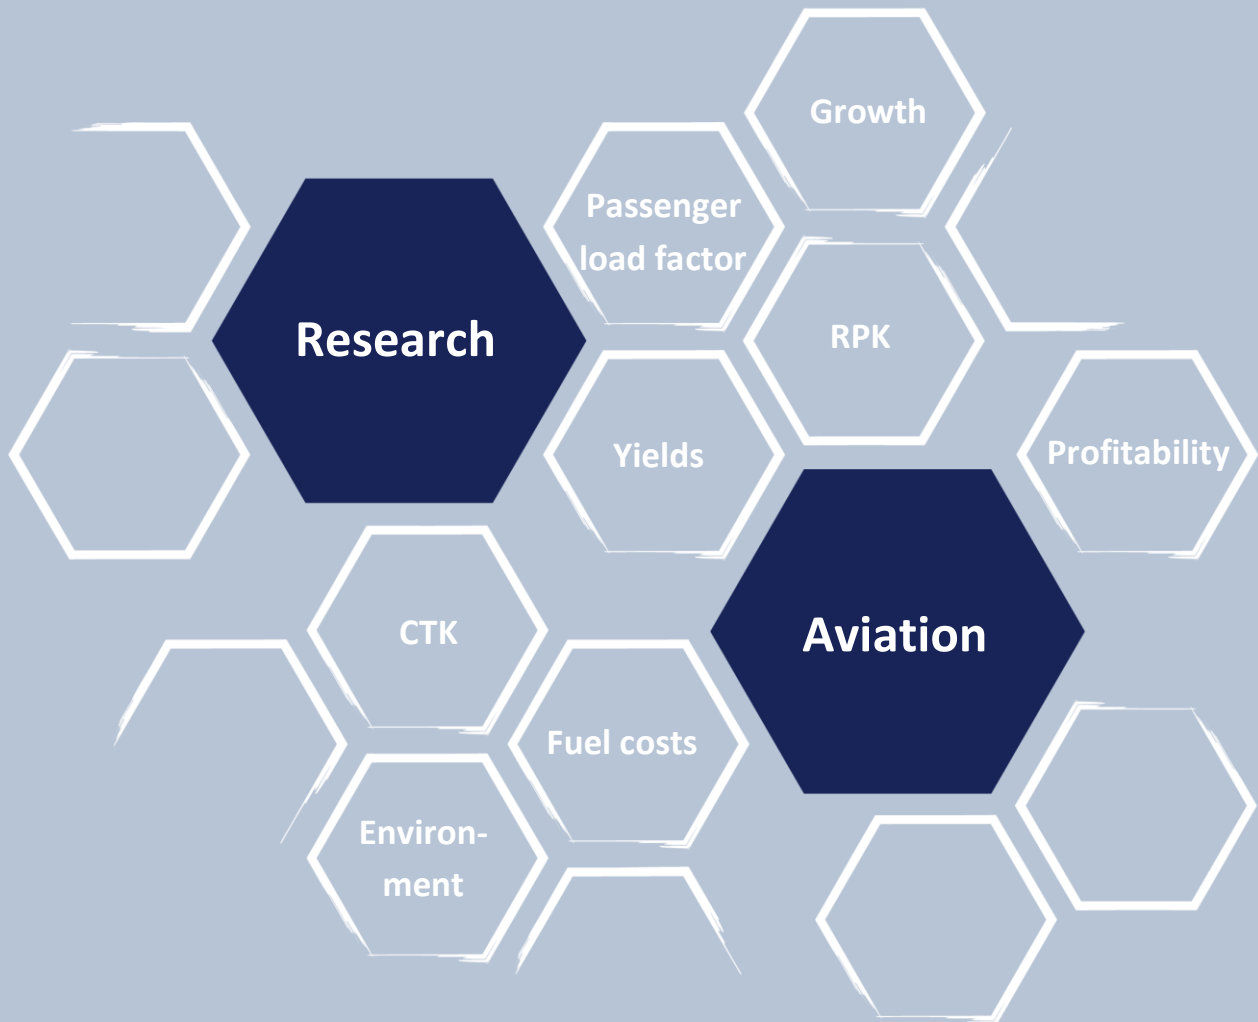 Growth
Passenger
load factor
Research
RPK
Yields
Profitability
CTK
Aviation
Fuel costs
Environ-
ment